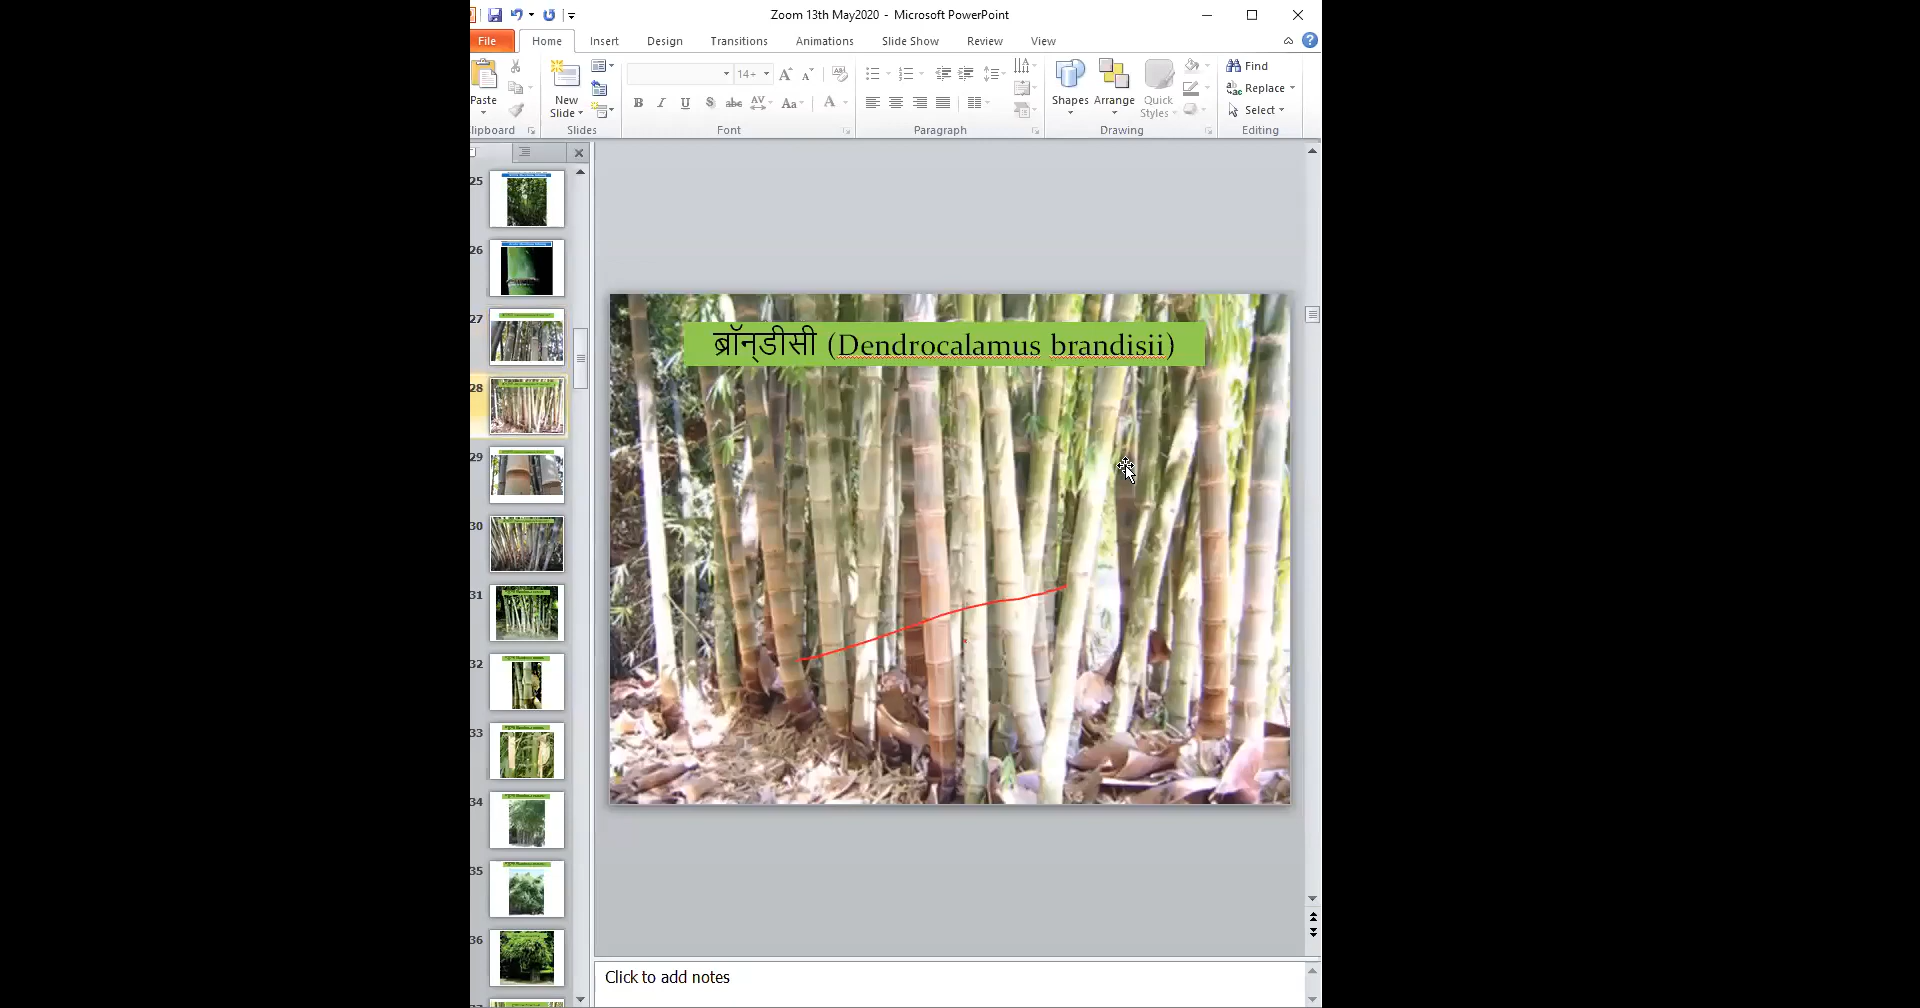 Zoom 13th May2020 - Microsoft PowerPoint
File Home Insert Design Transitions Animations Slide Show Review View
Paste
New Slide
14+
Shapes Arrange Quick Styles
Find
Replace
Select
lipboard Slides Font Paragraph Drawing Editing
25
26
27
28
29
30
31
32
33
34
35
36
ब्रॉन्‌डीसी (Dendrocalamus brandisii)
Click to add notes